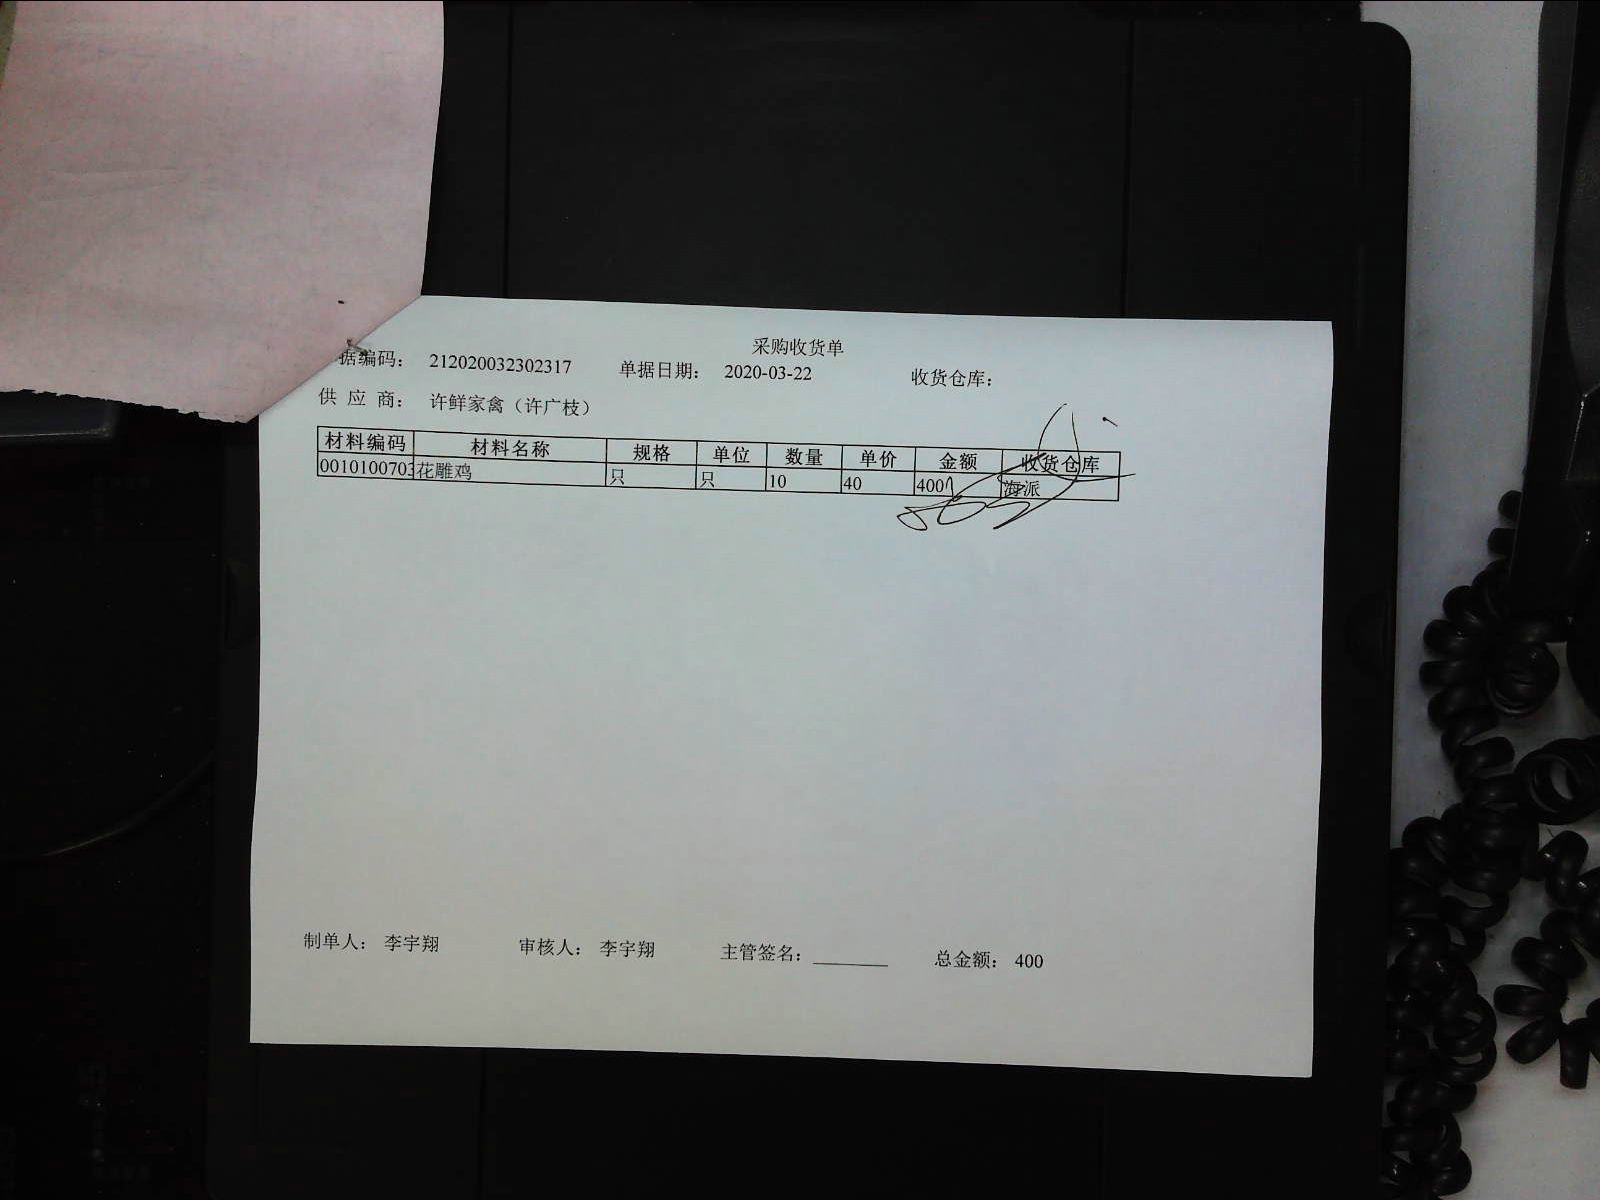 采购收货单
据编码： 212020032302317 单据日期： 2020-03-22 收货仓库：
供 应 商： 许鲜家禽（许广枝）
材料编码 材料名称 规格 单位 数量 单价 金额 收货仓库
0010100703 花雕鸡 只 只 10 40 400 海派
制单人： 李宇翔 审核人： 李宇翔 主管签名：________ 总金额： 400